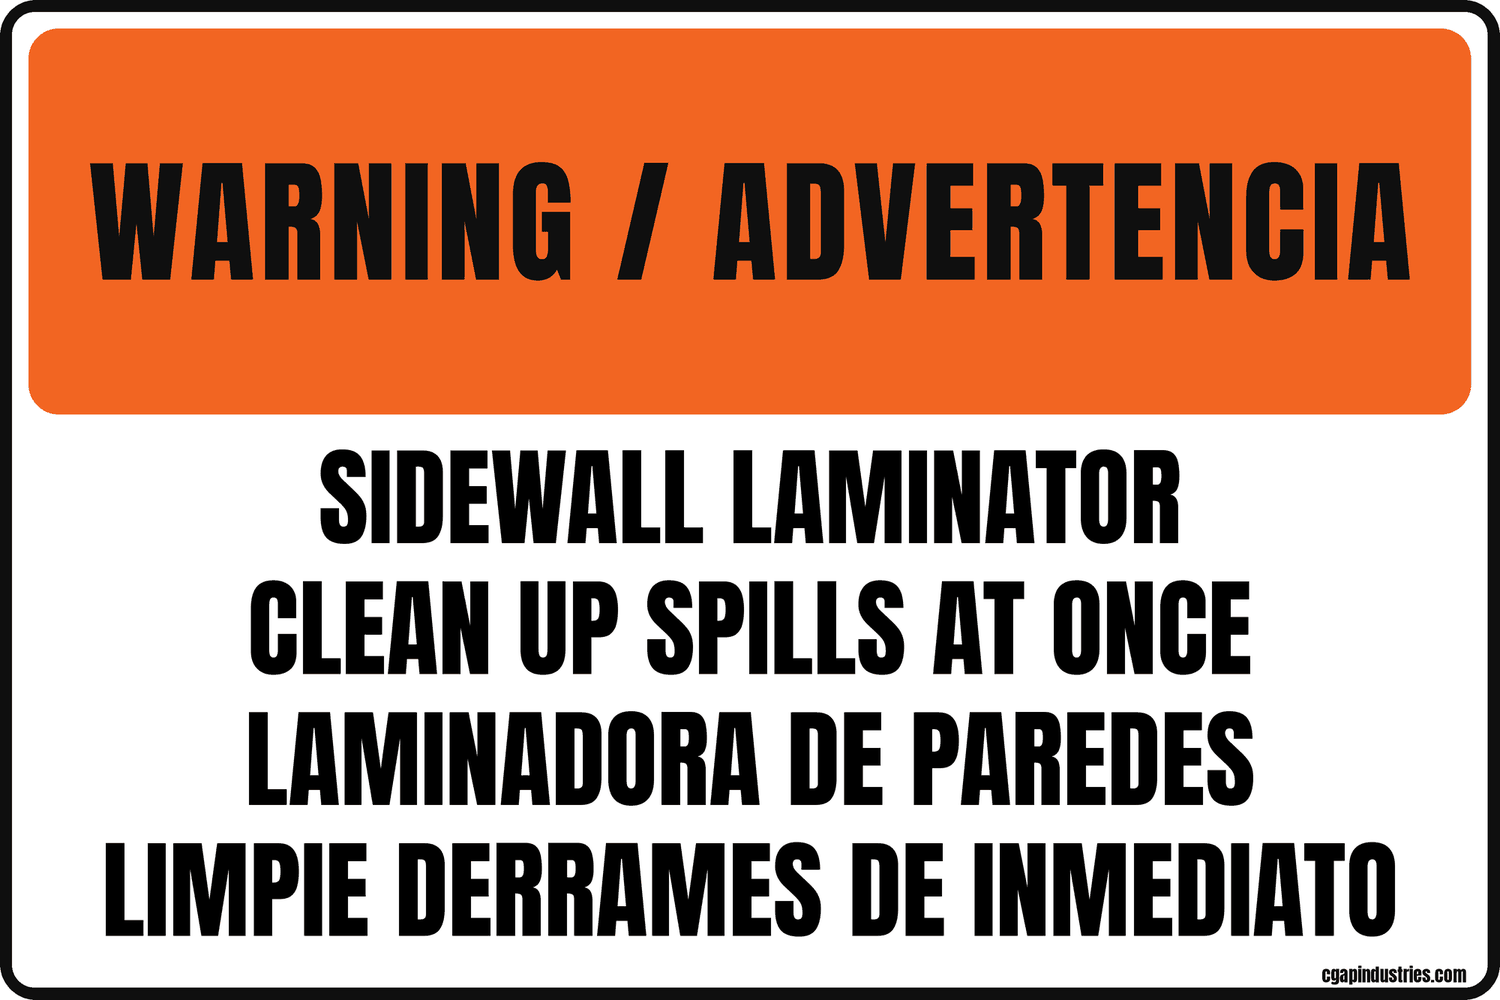 WARNING / ADVERTENCIA
SIDEWALL LAMINATOR
CLEAN UP SPILLS AT ONCE
LAMINADORA DE PAREDES
LIMPIE DERRAMES DE INMEDIATO
cgapindustries.com